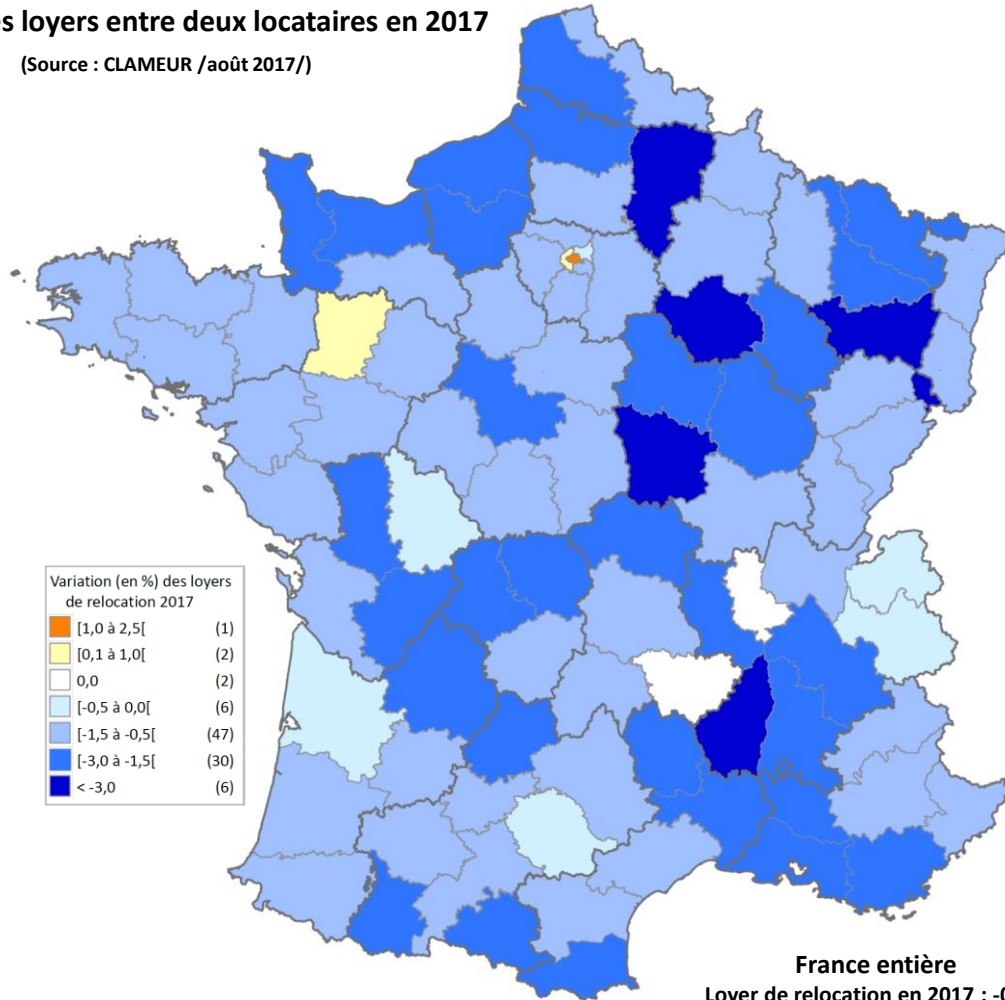 s loyers entre deux locataires en 2017
(Source : CLAMEUR /août 2017/)
Variation (en %) des loyers
de relocation 2017
[1,0 à 2,5[ (1)
[0,1 à 1,0[ (2)
0,0 (2)
[-0,5 à 0,0[ (6)
[-1,5 à -0,5[ (47)
[-3,0 à -1,5[ (30)
< -3,0 (6)
France entière
Loyer de relocation en 2017 :